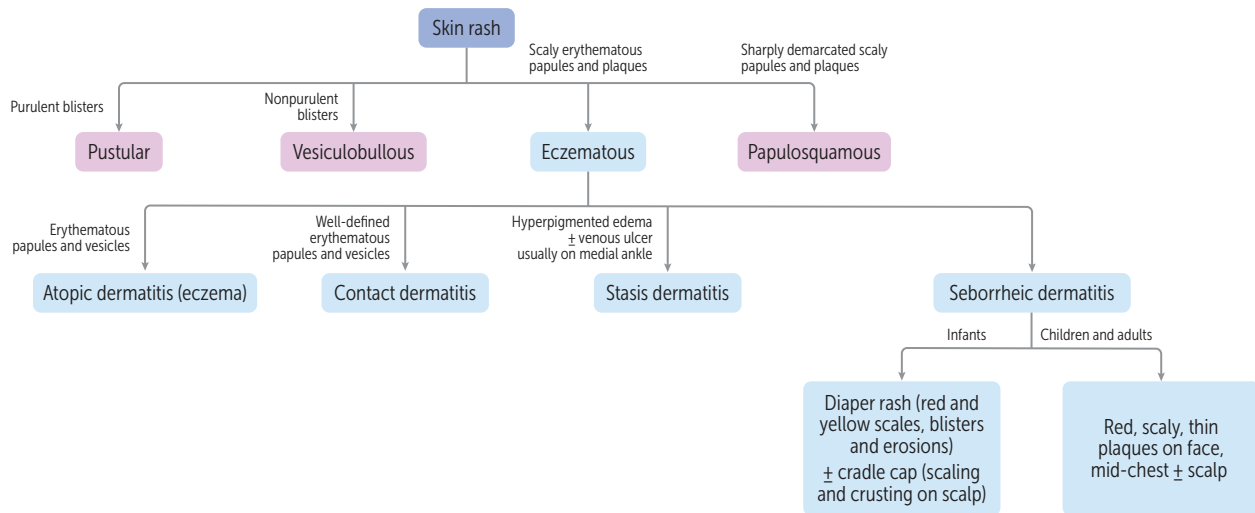 Skin rash
Scaly erythematous
papules and plaques
Sharply demarcated scaly
papules and plaques
Purulent blisters
Nonpurulent
blisters
Pustular
Vesiculobullous
Eczematous
Papulosquamous
Erythematous
papules and vesicles
Well-defined
erythematous
papules and vesicles
Hyperpigmented edema
± venous ulcer
usually on medial ankle
Atopic dermatitis (eczema)
Contact dermatitis
Stasis dermatitis
Seborrheic dermatitis
Infants
Children and adults
Diaper rash (red and
yellow scales, blisters
and erosions)
± cradle cap (scaling
and crusting on scalp)
Red, scaly, thin
plaques on face,
mid-chest ± scalp